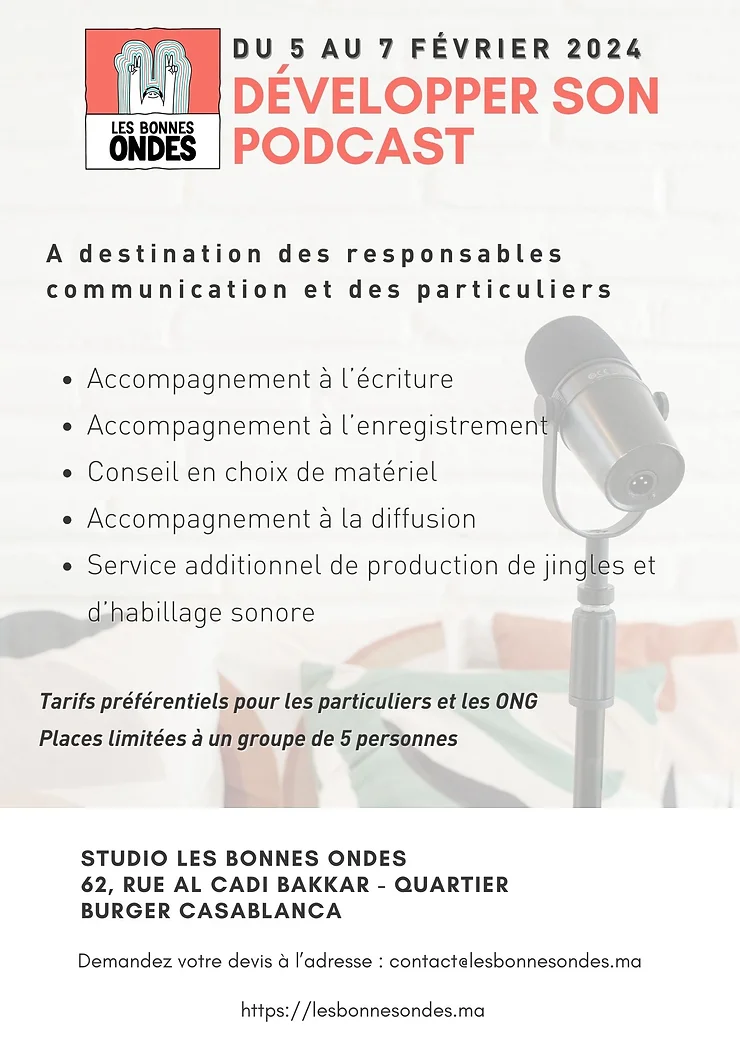 DU 5 AU 7 FÉVRIER 2024
DÉVELOPPER SON
PODCAST
LES BONNES
ONDES
A destination des responsables
communication et des particuliers
• Accompagnement à l'écriture
• Accompagnement à l'enregistrement
• Conseil en choix de matériel
• Accompagnement à la diffusion
• Service additionnel de production de jingles et
d'habillage sonore
Tarifs préférentiels pour les particuliers et les ONG
Places limitées à un groupe de 5 personnes
STUDIO LES BONNES ONDES
62, RUE AL CADI BAKKAR - QUARTIER
BURGER CASABLANCA
Demandez votre devis à l'adresse : contact@lesbonnesondes.ma
https://lesbonnesondes.ma